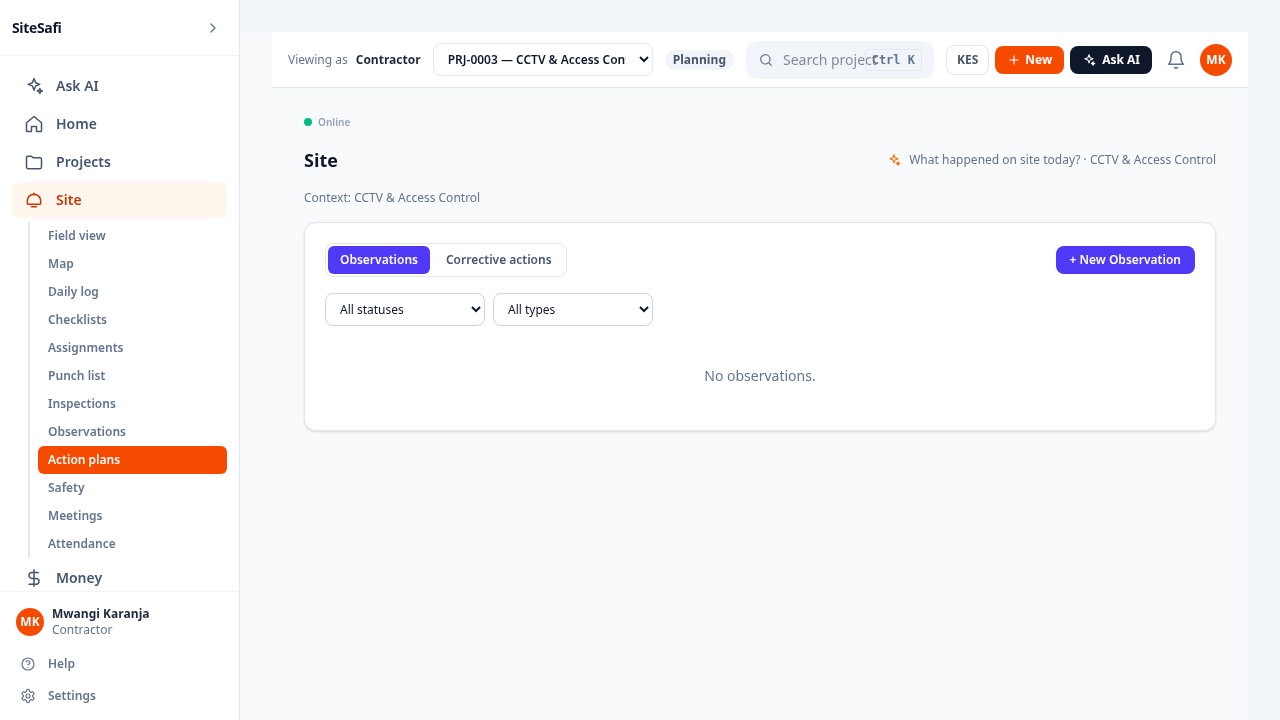 SiteSafi
Ask AI
Home
Projects
Site
Field view
Map
Daily log
Checklists
Assignments
Punch list
Inspections
Observations
Action plans
Safety
Meetings
Attendance
Money
MK
Mwangi Karanja
Contractor
Help
Settings
Viewing as Contractor
PRJ-0003 — CCTV & Access Con
Planning
Search project
Ctrl K
KES
New
Ask AI
MK
Online
Site
What happened on site today? · CCTV & Access Control
Context: CCTV & Access Control
Observations
Corrective actions
+ New Observation
All statuses
All types
No observations.